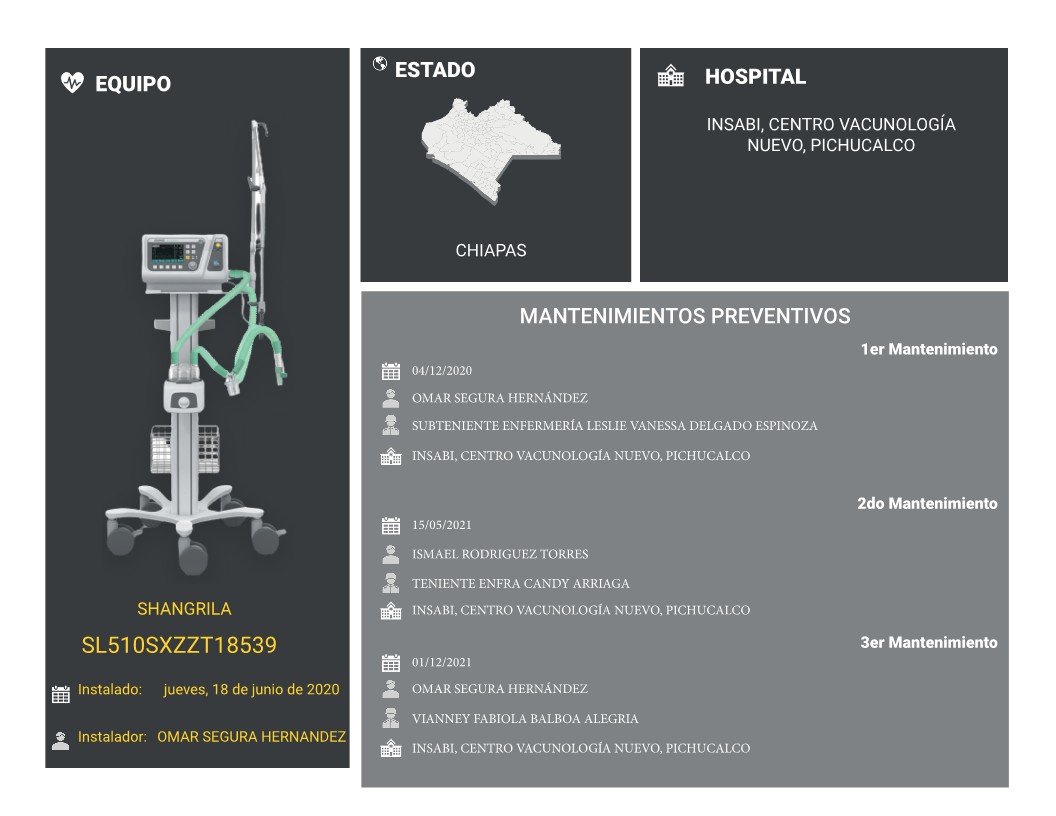 EQUIPO
SHANGRILA
SL510SXZZT18539
Instalado: jueves, 18 de junio de 2020
Instalador: OMAR SEGURA HERNANDEZ
ESTADO
CHIAPAS
HOSPITAL
INSABI, CENTRO VACUNOLOGÍA
NUEVO, PICHUCALCO
MANTENIMIENTOS PREVENTIVOS
1er Mantenimiento
04/12/2020
OMAR SEGURA HERNÁNDEZ
SUBTENIENTE ENFERMERÍA LESLIE VANESSA DELGADO ESPINOZA
INSABI, CENTRO VACUNOLOGÍA NUEVO, PICHUCALCO
2do Mantenimiento
15/05/2021
ISMAEL RODRIGUEZ TORRES
TENIENTE ENFRA CANDY ARRIAGA
INSABI, CENTRO VACUNOLOGÍA NUEVO, PICHUCALCO
3er Mantenimiento
01/12/2021
OMAR SEGURA HERNÁNDEZ
VIANNEY FABIOLA BALBOA ALEGRIA
INSABI, CENTRO VACUNOLOGÍA NUEVO, PICHUCALCO